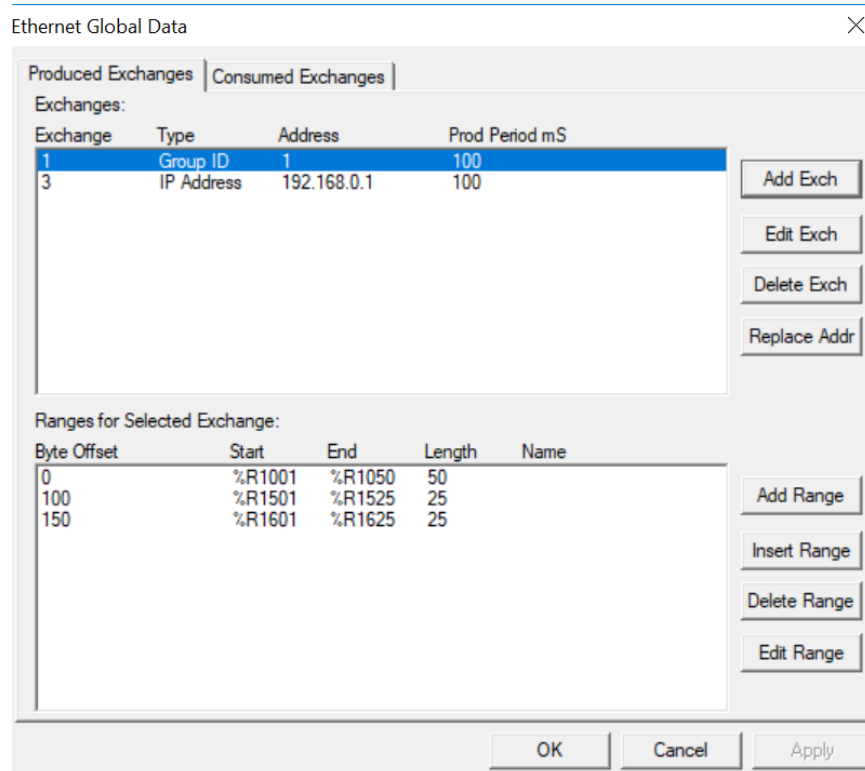 Ethernet Global Data
Produced Exchanges Consumed Exchanges
Exchanges:
Exchange Type Address Prod Period mS
1 Group ID 1 100
3 IP Address 192.168.0.1 100
Add Exch
Edit Exch
Delete Exch
Replace Addr
Ranges for Selected Exchange:
Byte Offset Start End Length Name
0 %R1001 %R1050 50
100 %R1501 %R1525 25
150 %R1601 %R1625 25
Add Range
Insert Range
Delete Range
Edit Range
OK Cancel Apply